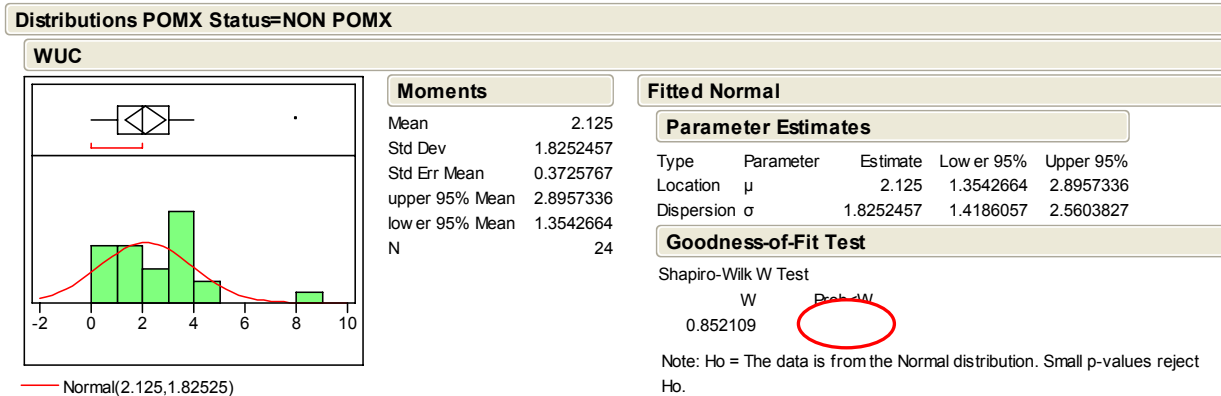 Distributions POMX Status=NON POMX
WUC
-2 0 2 4 6 8 10
Normal(2.125,1.82525)
Moments
Mean 2.125
Std Dev 1.8252457
Std Err Mean 0.3725767
upper 95% Mean 2.8957336
lower 95% Mean 1.3542664
N 24
Fitted Normal
Parameter Estimates
Type Parameter Estimate Lower 95% Upper 95%
Location μ 2.125 1.3542664 2.8957336
Dispersion σ 1.8252457 1.4186057 2.5603827
Goodness-of-Fit Test
Shapiro-Wilk W Test
W Prob<W
0.852109
Note: Ho = The data is from the Normal distribution. Small p-values reject
Ho.